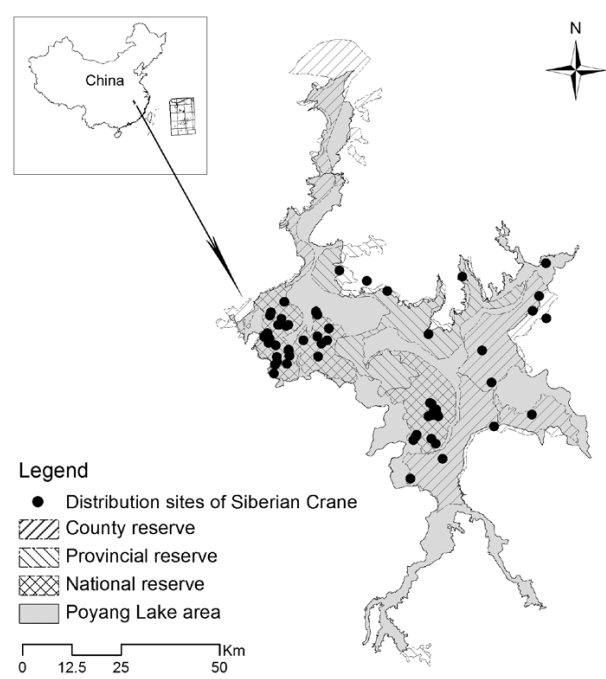 China
N
Legend
Distribution sites of Siberian Crane
County reserve
Provincial reserve
National reserve
Poyang Lake area
Km
0 12.5 25 50